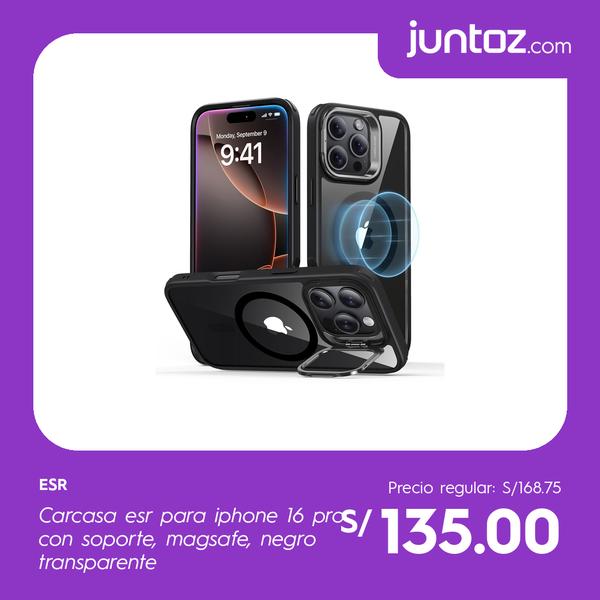 juntoz.com
Monday, September 9
9:41
ESR
Carcasa esr para iphone 16 pro
con soporte, magsafe, negro
transparente
Precio regular: S/168.75
S/ 135.00